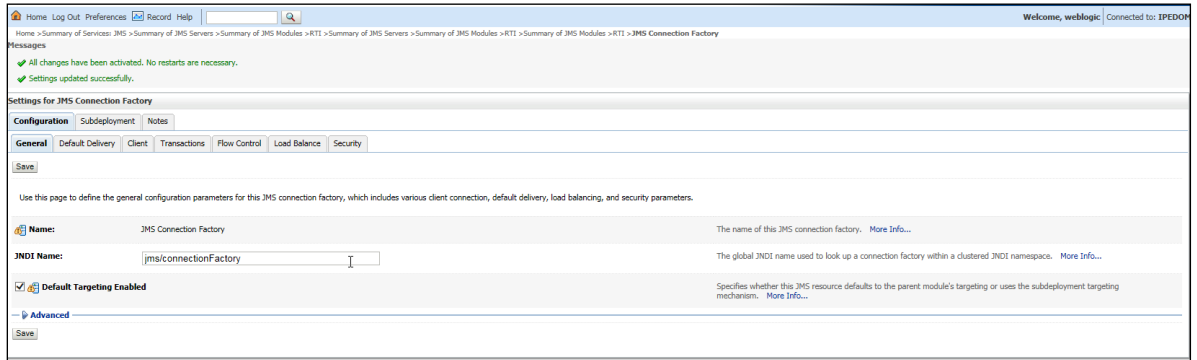 Home Log Out Preferences Record Help
Welcome, weblogic Connected to: IPEDOM
Home >Summary of Services: JMS >Summary of JMS Servers >Summary of JMS Modules >RTI >Summary of JMS Servers >Summary of JMS Modules >RTI >Summary of JMS Modules >RTI >JMS Connection Factory
Messages
All changes have been activated. No restarts are necessary.
Settings updated successfully.
Settings for JMS Connection Factory
Configuration Subdeployment Notes
General Default Delivery Client Transactions Flow Control Load Balance Security
Save
Use this page to define the general configuration parameters for this JMS connection factory, which includes various client connection, default delivery, load balancing, and security parameters.
Name: JMS Connection Factory The name of this JMS connection factory. More Info...
JNDI Name: jms/connectionFactory The global JNDI name used to look up a connection factory within a clustered JNDI namespace. More Info...
Default Targeting Enabled Specifies whether this JMS resource defaults to the parent module's targeting or uses the subdeployment targeting
mechanism. More Info...
Advanced
Save